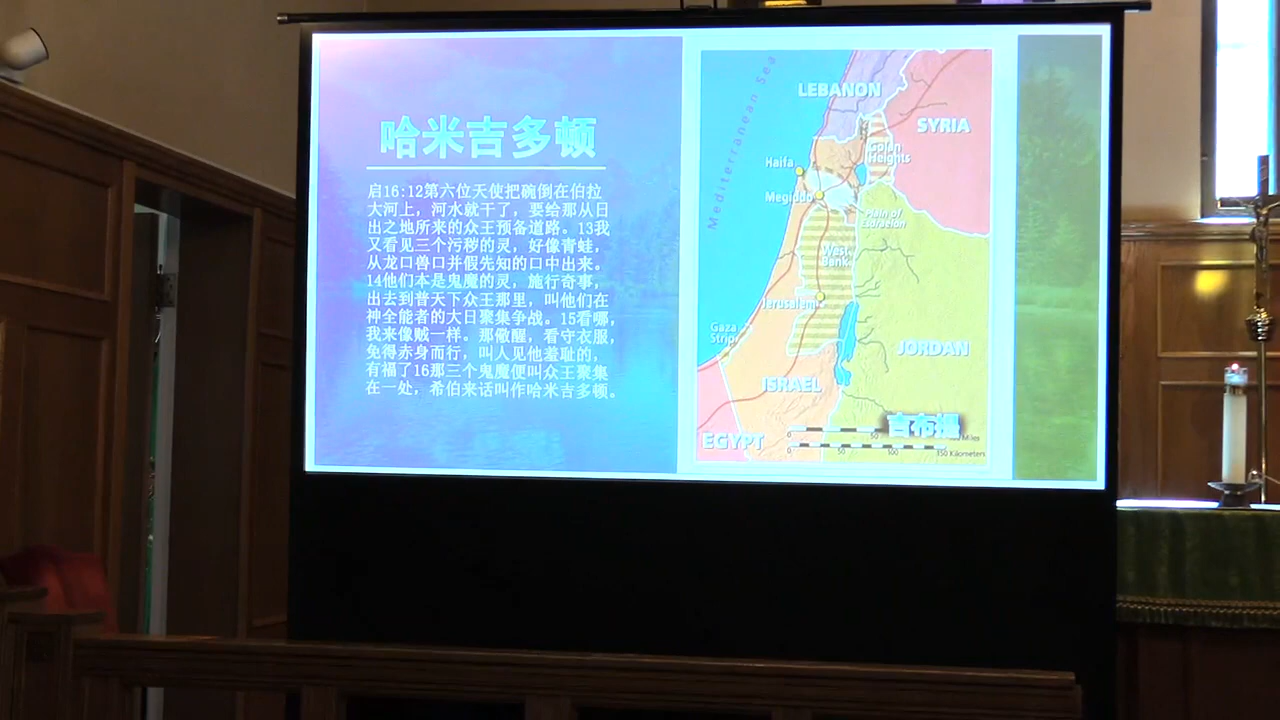 哈米吉多顿
启16:12第六位天使把碗倒在伯拉
大河上，河水就干了，要给那从日
出之地所来的众王预备道路。13我
又看见三个污秽的灵，好像青蛙，
从龙口兽口并假先知的口中出来。
14他们本是鬼魔的灵，施行奇事，
出去到普天下众王那里，叫他们在
神全能者的大日聚集争战。15看哪，
我来像贼一样。那儆醒，看守衣服，
免得赤身而行，叫人见他羞耻的，
有福了16那三个鬼魔便叫众王聚集
在一处，希伯来话叫作哈米吉多顿。
Mediterranean Sea
LEBANON
SYRIA
Golan
Heights
Haifa
Megiddo
Plain of
Esdraelon
West
Bank
Jerusalem
Gaza
Strip
JORDAN
ISRAEL
EGYPT
0 50 Miles
0 50 100 150 Kilometers